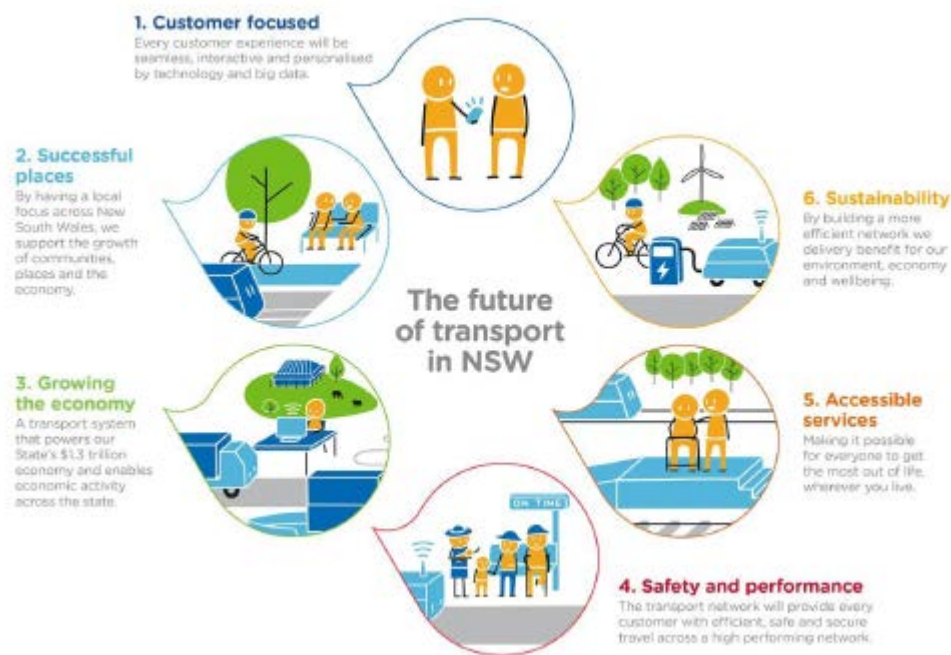 1. Customer focused
Every customer experience will be
seamless, interactive and personalised
by technology and big data.
2. Successful
places
By having a local
focus across New
South Wales, we
support the growth
of communities,
places and the
economy.
3. Growing
the economy
A transport system
that powers our
State's $1.3 trillion
economy and enables
economic activity
across the state.
The future
of transport
in NSW
6. Sustainability
By building a more
efficient network we
delivery benefit for our
environment, economy
and wellbeing.
5. Accessible
services
Making it possible
for everyone to get
the most out of life,
wherever you live.
ON TIME
4. Safety and performance
The transport network will provide every
customer with efficient, safe and secure
travel across a high performing network.